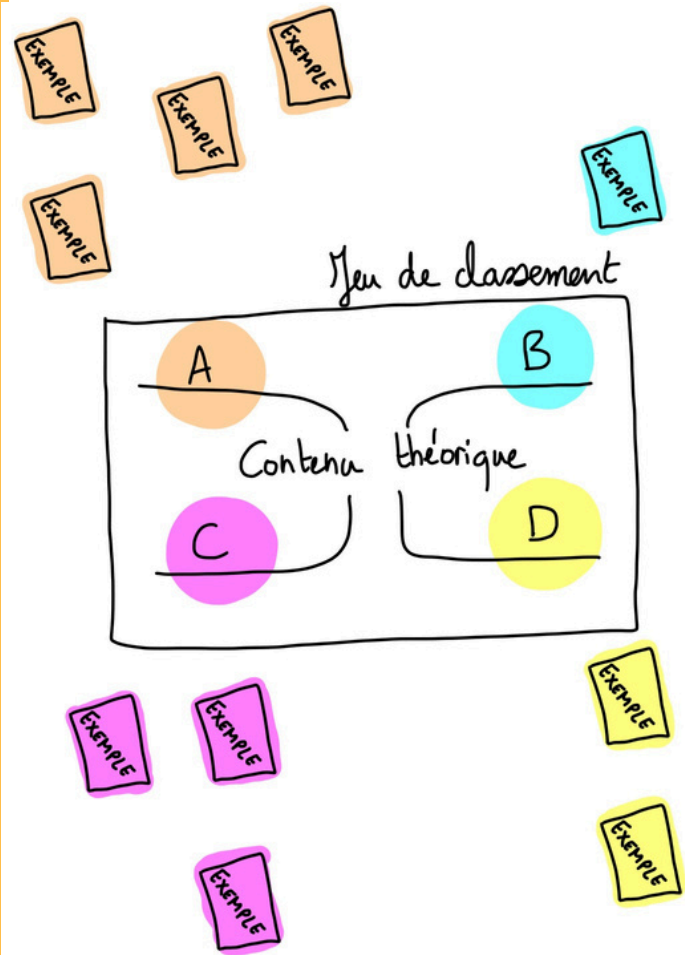 EXEMPLE
EXEMPLE
EXEMPLE
EXEMPLE
EXEMPLE
Jeu de classement
A
B
Contenu théorique
C
D
EXEMPLE
EXEMPLE
EXEMPLE
EXEMPLE
EXEMPLE